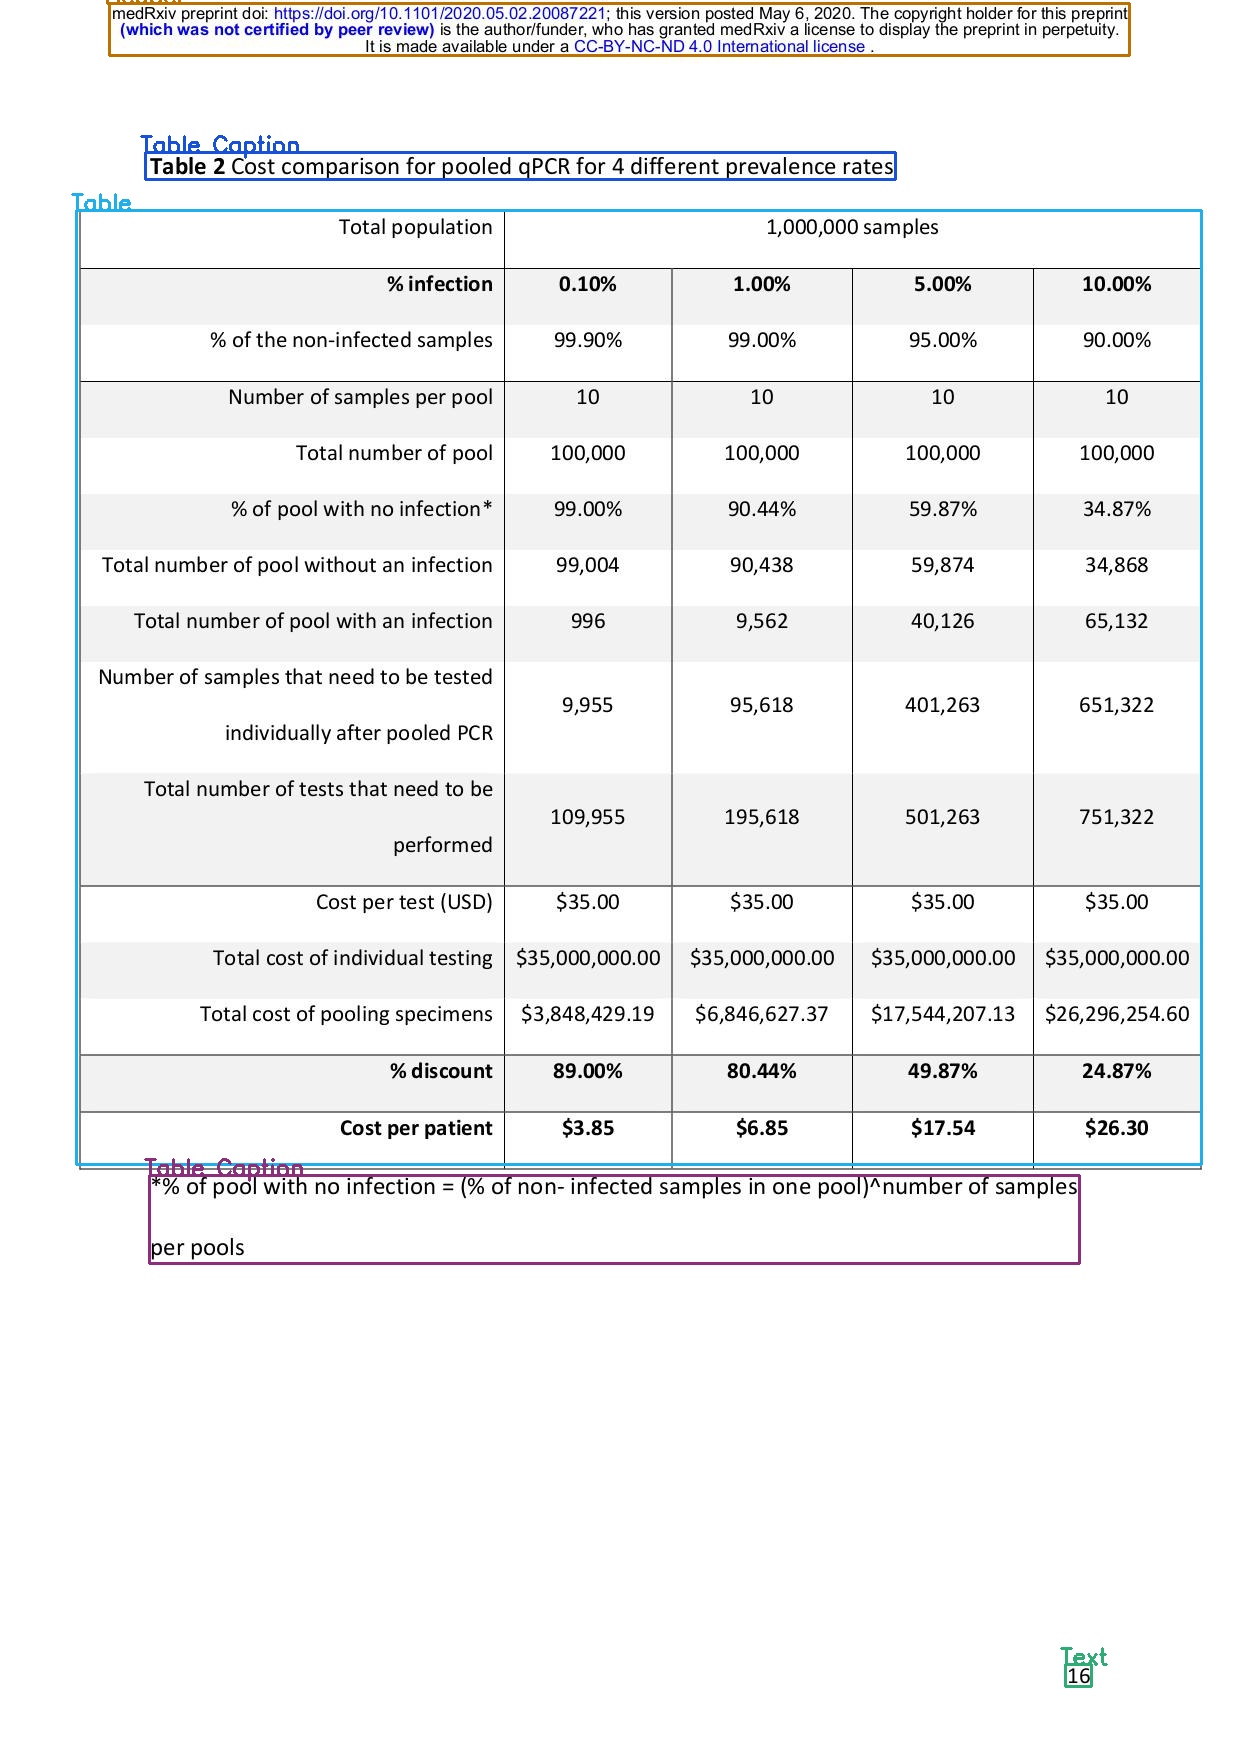 medRxiv preprint doi: https://doi.org/10.1101/2020.05.02.20087221; this version posted May 6, 2020. The copyright holder for this preprint
(which was not certified by peer review) is the author/funder, who has granted medRxiv a license to display the preprint in perpetuity.
It is made available under a CC-BY-NC-ND 4.0 International license .
Table Caption
Table 2 Cost comparison for pooled qPCR for 4 different prevalence rates
Table
Total population 1,000,000 samples
% infection 0.10% 1.00% 5.00% 10.00%
% of the non-infected samples 99.90% 99.00% 95.00% 90.00%
Number of samples per pool 10 10 10 10
Total number of pool 100,000 100,000 100,000 100,000
% of pool with no infection* 99.00% 90.44% 59.87% 34.87%
Total number of pool without an infection 99,004 90,438 59,874 34,868
Total number of pool with an infection 996 9,562 40,126 65,132
Number of samples that need to be tested
individually after pooled PCR 9,955 95,618 401,263 651,322
Total number of tests that need to be
performed 109,955 195,618 501,263 751,322
Cost per test (USD) $35.00 $35.00 $35.00 $35.00
Total cost of individual testing $35,000,000.00 $35,000,000.00 $35,000,000.00 $35,000,000.00
Total cost of pooling specimens $3,848,429.19 $6,846,627.37 $17,544,207.13 $26,296,254.60
% discount 89.00% 80.44% 49.87% 24.87%
Cost per patient $3.85 $6.85 $17.54 $26.30
Table Caption
*% of pool with no infection = (% of non- infected samples in one pool)^number of samples
per pools
Text
16